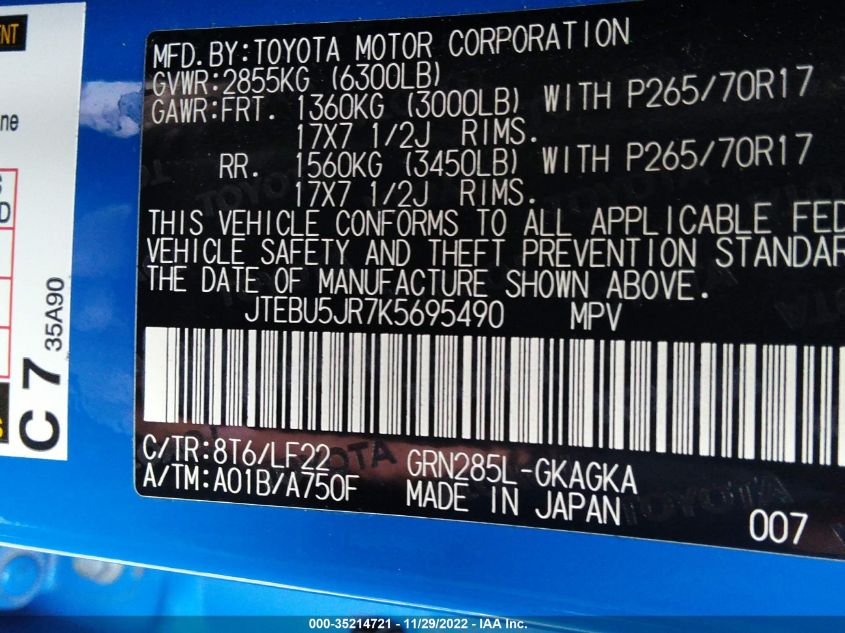 MFD.BY:TOYOTA MOTOR CORPORATION
GVWR:2855KG (6300LB)
GAWR:FRT. 1360KG (3000LB) WITH P265/70R17
17X7 1/2J RIMS.
RR. 1560KG (3450LB) WITH P265/70R17
17X7 1/2J RIMS.
THIS VEHICLE CONFORMS TO ALL APPLICABLE FED
VEHICLE SAFETY AND THEFT PREVENTION STANDAR
THE DATE OF MANUFACTURE SHOWN ABOVE.
JTEBU5JR7K5695490 MPV
C/TR:8T6/LF22 GRN285L-GKAGKA
A/TM:A01B/A750F MADE IN JAPAN
007
C7 35A90
000-35214721 - 11/29/2022 - IAA Inc.